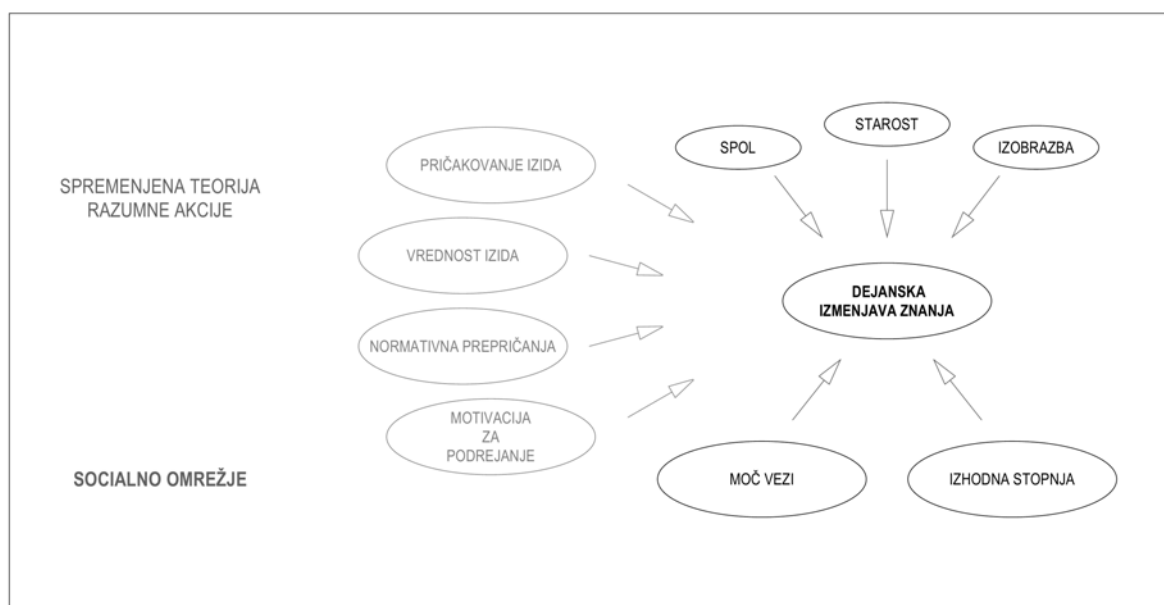 SPREMENJENA TEORIJA
RAZUMNE AKCIJE
PRIČAKOVANJE IZIDA
VREDNOST IZIDA
NORMATIVNA PREPRIČANJA
MOTIVACIJA
ZA
PODREJANJE
SPOL
STAROST
IZOBRAZBA
DEJANSKA
IZMENJAVA ZNANJA
SOCIALNO OMREŽJE
MOČ VEZI
IZHODNA STOPNJA